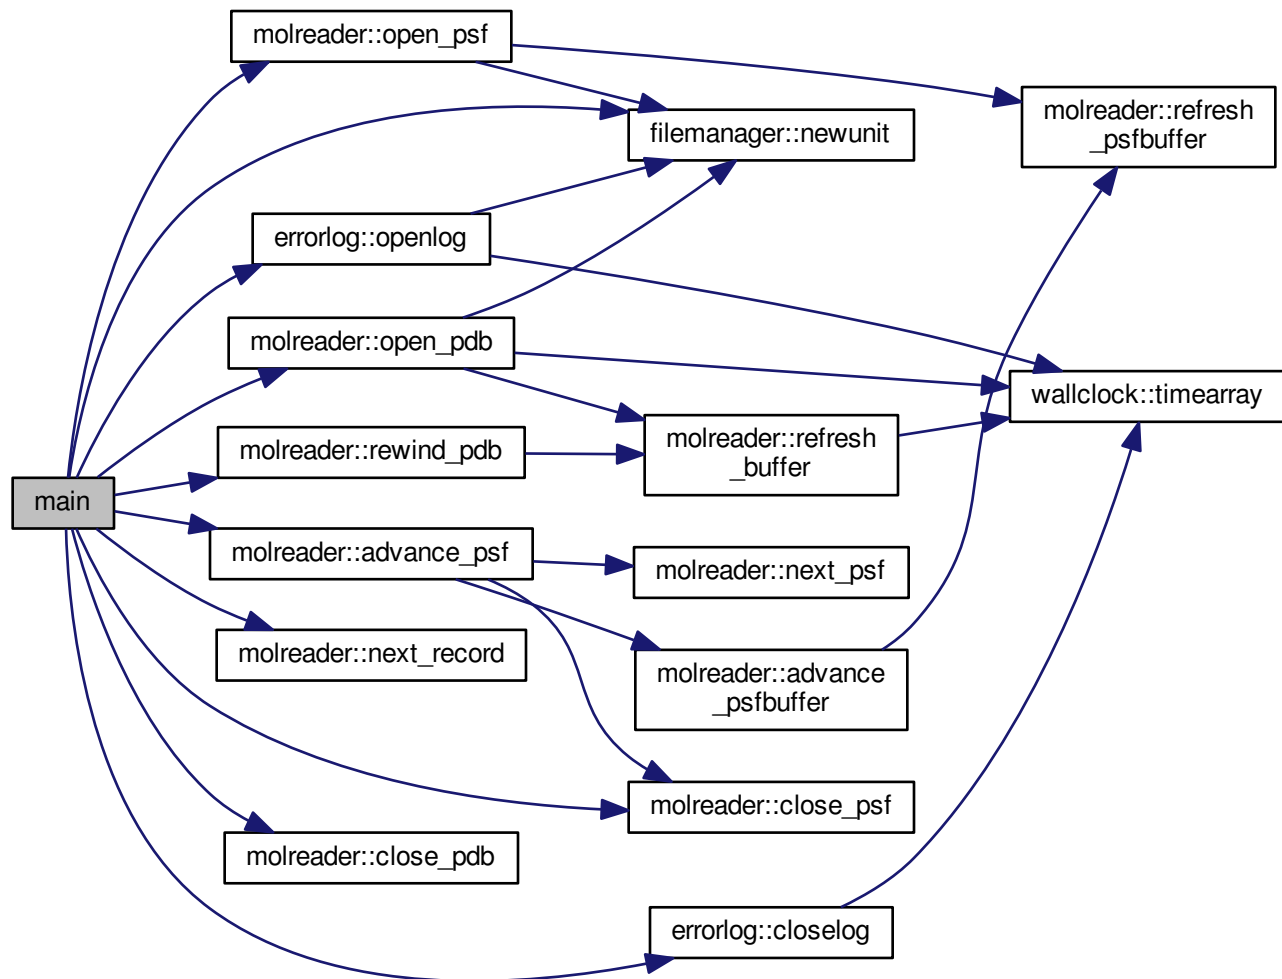 molreader::open_psf
molreader::refresh
_psfbuffer
filemanager::newunit
errorlog::openlog
molreader::open_pdb
wallclock::timearray
molreader::rewind_pdb
molreader::refresh
_buffer
main
molreader::advance_psf
molreader::next_psf
molreader::next_record
molreader::advance
_psfbuffer
molreader::close_psf
molreader::close_pdb
errorlog::closelog